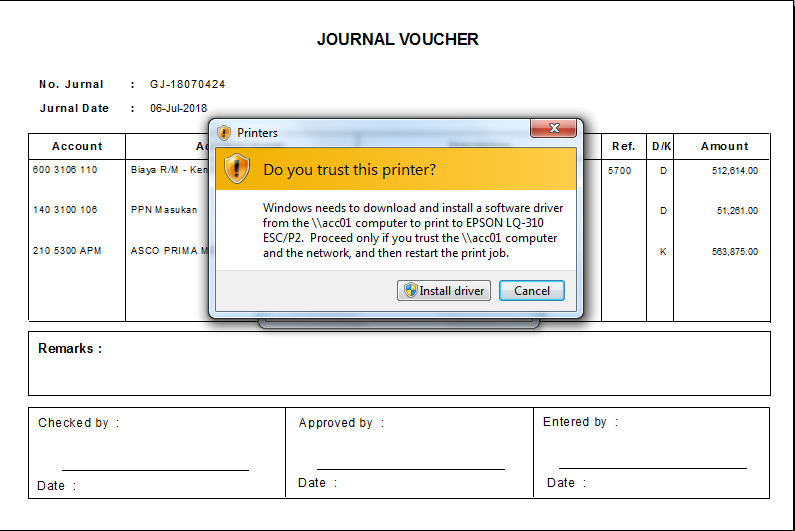 JOURNAL VOUCHER
No. Jurnal : GJ-18070424
Jurnal Date : 06-Jul-2018
Printers
Account Ref. D/K Amount
Do you trust this printer?
600 3106 110 Biaya R/M - Ken 5700 D 512,614.00
Windows needs to download and install a software driver
from the \\acc01 computer to print to EPSON LQ-310
ESC/P2. Proceed only if you trust the \\acc01 computer
and the network, and then restart the print job.
140 3100 106 PPN Masukan D 51,261.00
210 5300 APM ASCO PRIMA K 563,875.00
Install driver Cancel
Remarks :
Checked by : Approved by : Entered by :
Date : Date : Date :